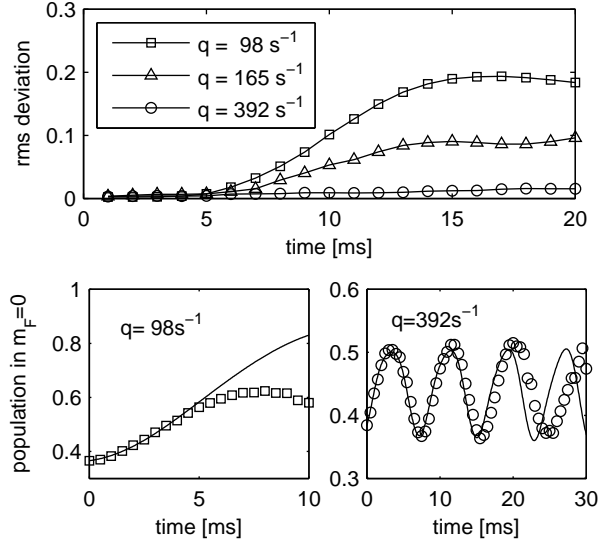 0.3
0.2
0.1
0
rms deviation
q = 98 s⁻¹
q = 165 s⁻¹
q = 392 s⁻¹
0 5 10 15 20
time [ms]
1
0.8
0.6
0.4
population in m_F=0
q= 98s⁻¹
0 5 10
time [ms]
0.6
0.5
0.4
0.3
q=392s⁻¹
0 10 20 30
time [ms]